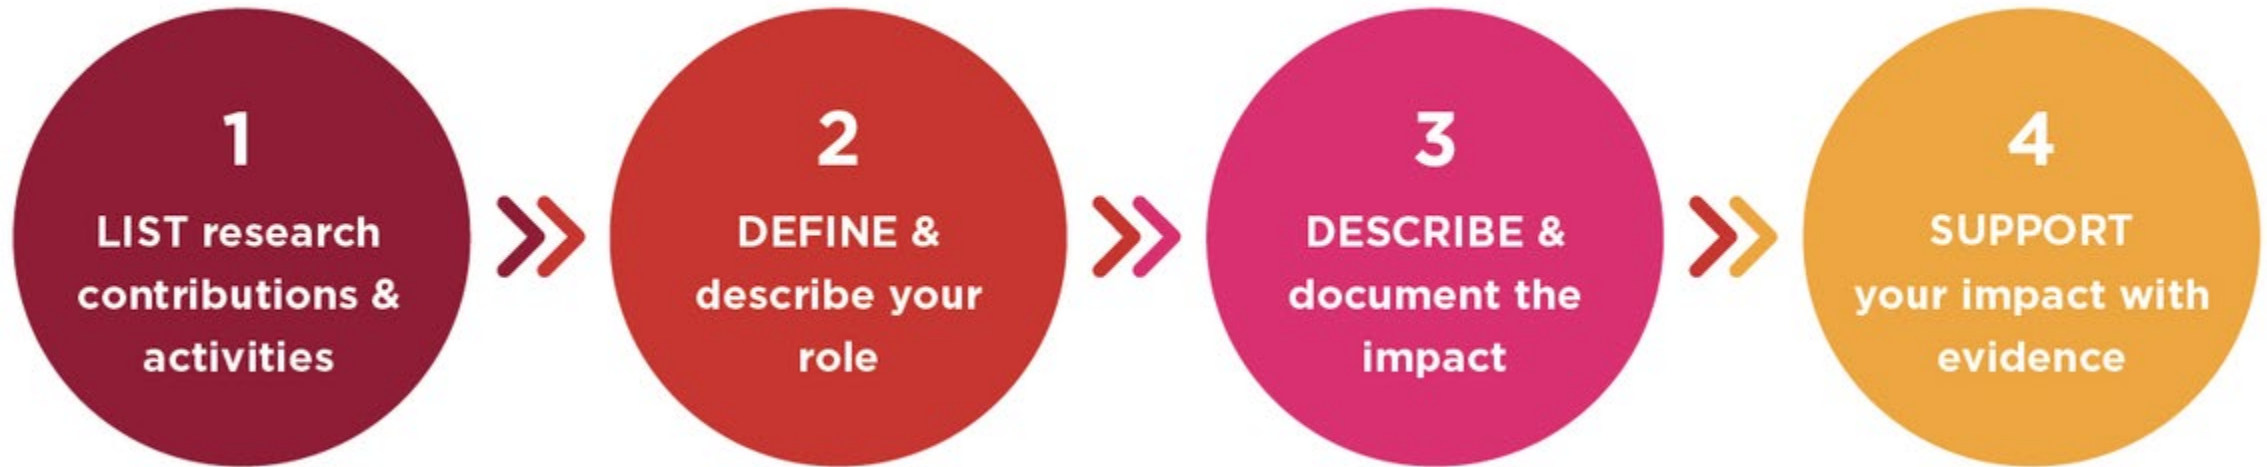 1
LIST research
contributions &
activities
2
DEFINE &
describe your
role
3
DESCRIBE &
document the
impact
4
SUPPORT
your impact with
evidence